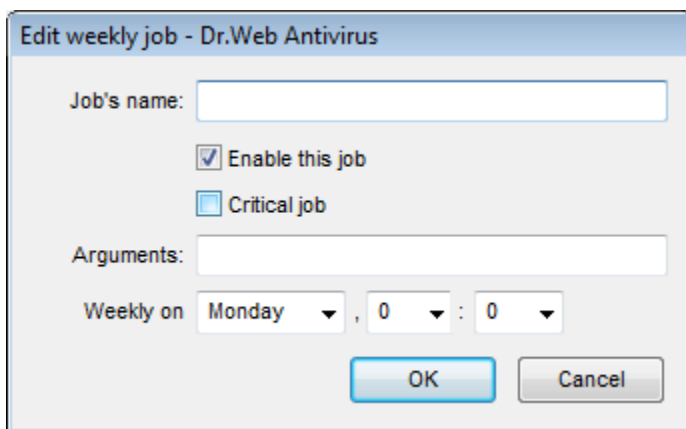 Edit weekly job - Dr.Web Antivirus
Job's name:
Enable this job
Critical job
Arguments:
Weekly on Monday , 0 : 0
OK Cancel